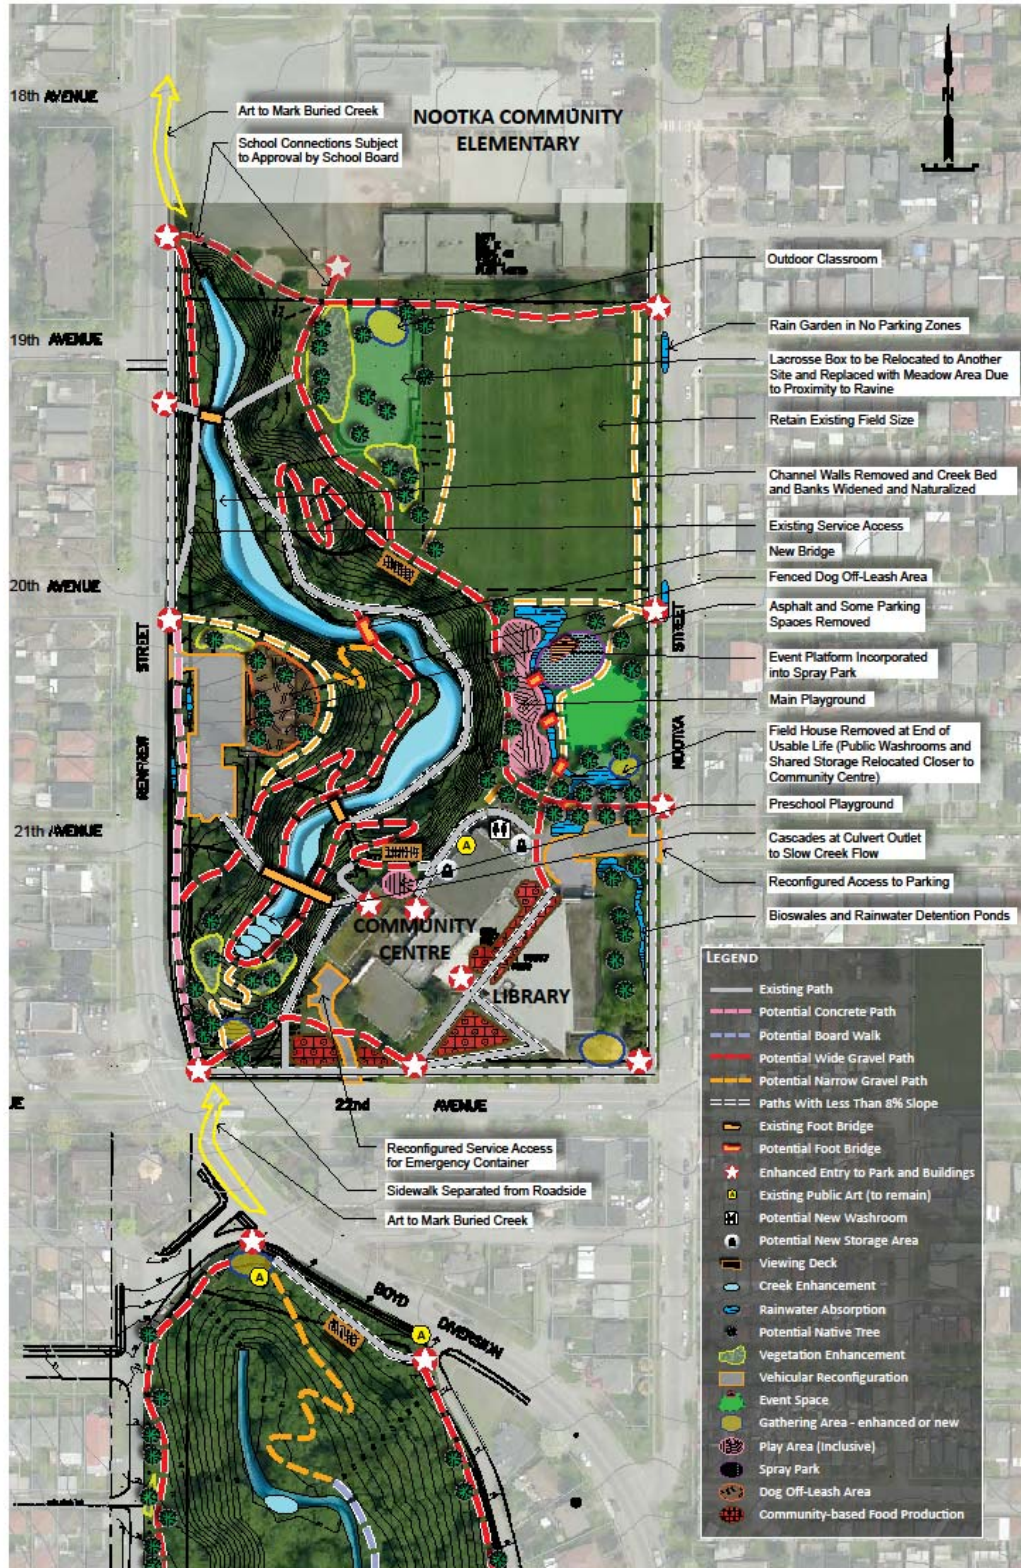 18th AVENUE
Art to Mark Buried Creek
NOOTKA COMMUNITY
ELEMENTARY
N
School Connections Subject
to Approval by School Board
Outdoor Classroom
19th AVENUE
Rain Garden in No Parking Zones
Lacrosse Box to be Relocated to Another
Site and Replaced with Meadow Area Due
to Proximity to Ravine
Retain Existing Field Size
Channel Walls Removed and Creek Bed
and Banks Widened and Naturalized
Existing Service Access
New Bridge
20th AVENUE
Fenced Dog Off-Leash Area
Asphalt and Some Parking
Spaces Removed
STREET
STREET
Event Platform Incorporated
into Spray Park
Main Playground
RENFREW
NOOTKA
Field House Removed at End of
Usable Life (Public Washrooms and
Shared Storage Relocated Closer to
Community Centre)
Preschool Playground
21th AVENUE
A
Cascades at Culvert Outlet
to Slow Creek Flow
Reconfigured Access to Parking
Bioswales and Rainwater Detention Ponds
COMMUNITY
CENTRE
LIBRARY
22nd AVENUE
Reconfigured Service Access
for Emergency Container
Sidewalk Separated from Roadside
Art to Mark Buried Creek
A
A
BOYD
DIVERSION
LEGEND
Existing Path
Potential Concrete Path
Potential Board Walk
Potential Wide Gravel Path
Potential Narrow Gravel Path
Paths With Less Than 8% Slope
Existing Foot Bridge
Potential Foot Bridge
Enhanced Entry to Park and Buildings
A Existing Public Art (to remain)
Potential New Washroom
Potential New Storage Area
Viewing Deck
Creek Enhancement
Rainwater Absorption
Potential Native Tree
Vegetation Enhancement
Vehicular Reconfiguration
Event Space
Gathering Area - enhanced or new
Play Area (Inclusive)
Spray Park
Dog Off-Leash Area
Community-based Food Production